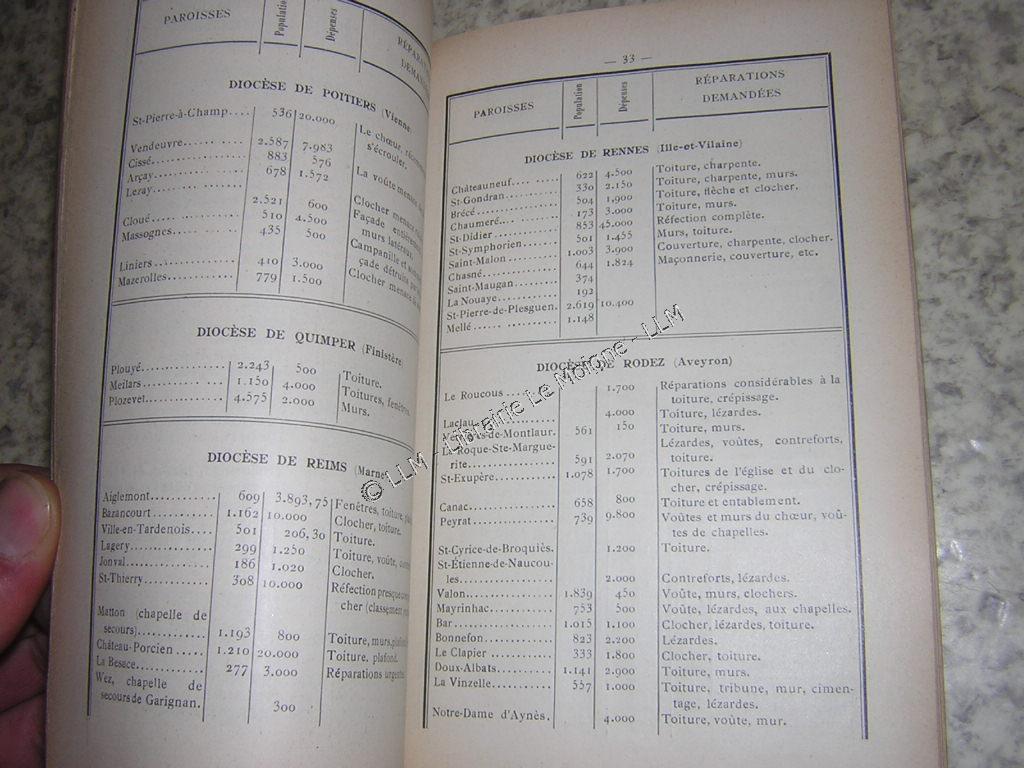 PAROISSES Population Dépenses RÉPARATIONS
DIOCÈSE DE POITIERS (Vienne
St-Pierre-à-Champ.... 536 20.000 Le chœur,
s'écrouler.
Vendeuvre 2.587 7.983
Cissé 883 576
Arçay 678 1.572 La voûte menace
Lezay
2.521 600 Clocher menace
Cloué 510 4.500 Façade
Massognes 435 500 murs latéraux.
Campanille et
Liniers 410 3.000
Mazerolles 779 1.500 Clocher menace
DIOCÈSE DE QUIMPER (Finistère)
Plouyé 2.243 500 Toiture.
Meilars 1.150 4.000 Toitures, fenêtres.
Plozevet 4.575 2.000 Murs.
DIOCÈSE DE REIMS (Marne
Aiglemont 609 3.893,75 Fenêtres, toiture,
Bazancourt 1.162 10.000 Clocher, toiture.
Ville-en-Tardenois 501 206,30 Toiture.
Lagery 299 1.250 Toiture, voûte,
Jonval 186 1.020 Clocher.
St-Thierry 308 10.000 Réfection presque
cher (classement
Matton (chapelle de
secours) 1.193 800 Toiture, murs, plafond
Château-Porcien 1.210 20.000 Toiture, plafond.
La Besace 277 3.000 Réparations urgentes
Wez, chapelle de
secours de Garignan. 300
— 33 —
PAROISSES Population Dépenses RÉPARATIONS
DEMANDÉES
DIOCÈSE DE RENNES (Ille-et-Vilaine)
Châteauneuf 622 4.500 Toiture, charpente.
St-Gondran 330 2.150 Toiture, charpente, murs.
Brécé 504 1,900 Toiture, flèche et clocher.
Chaumeré 173 3.000 Toiture, murs.
St-Didier 853 45.000 Réfection complète.
St-Symphorien 501 1.455 Murs, toiture.
Saint-Malon 1.003 3.900 Couverture, charpente, clocher.
Chasné 644 1.824 Maçonnerie, couverture, etc.
Saint-Maugan 374
La Nouaye 192
St-Pierre-de-Plesguen. 2.619 10.400
Mellé 1.148
DIOCÈSE DE RODEZ (Aveyron)
Le Roucous 1.700 Réparations considérables à la
toiture, crépissage.
Laclau 4.000 Toiture, lézardes.
de-Montlaur. 561 150 Toiture, murs.
La Roque-Ste-Margue-
rite 591 2.070 Lézardes, voûtes, contreforts,
toiture.
St-Exupère 1.078 1.700 Toitures de l'église et du clo-
cher, crépissage.
Canac 658 800 Toiture et entablement.
Peyrat 739 9.800 Voûtes et murs du chœur, voû-
tes de chapelles.
St-Cyrice-de-Broquiès. 1.200 Toiture.
St-Étienne-de-Naucou-
les 2.000 Contreforts, lézardes.
Valon 1.839 450 Voûte, murs, clochers.
Mayrinhac 753 500 Voûte, lézardes, aux chapelles.
Bar 1.015 1.100 Clocher, lézardes, toiture.
Bonnefon 823 2.200 Lézardes.
Le Clapier 333 1.800 Clocher, toiture.
Doux-Albats 1.141 2.900 Toiture, murs.
La Vinzelle 557 1.000 Toiture, tribune, mur, cimen-
tage, lézardes.
Notre-Dame d'Aynès. 4.000 Toiture, voûte, mur.
© LLM - Librairie Le Moigne - LLM